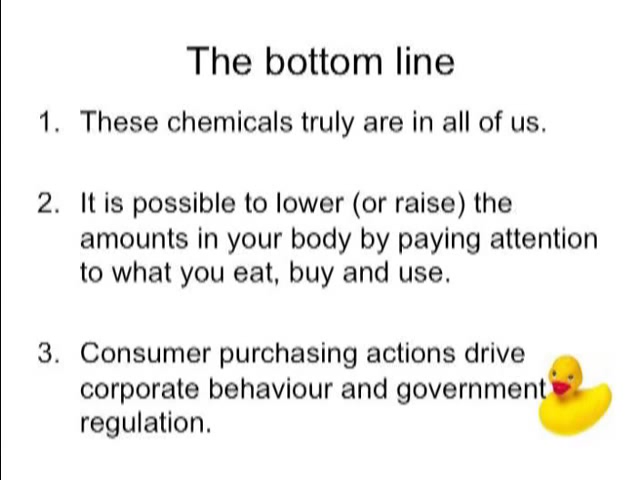 The bottom line
1. These chemicals truly are in all of us.
2. It is possible to lower (or raise) the
amounts in your body by paying attention
to what you eat, buy and use.
3. Consumer purchasing actions drive
corporate behaviour and government
regulation.